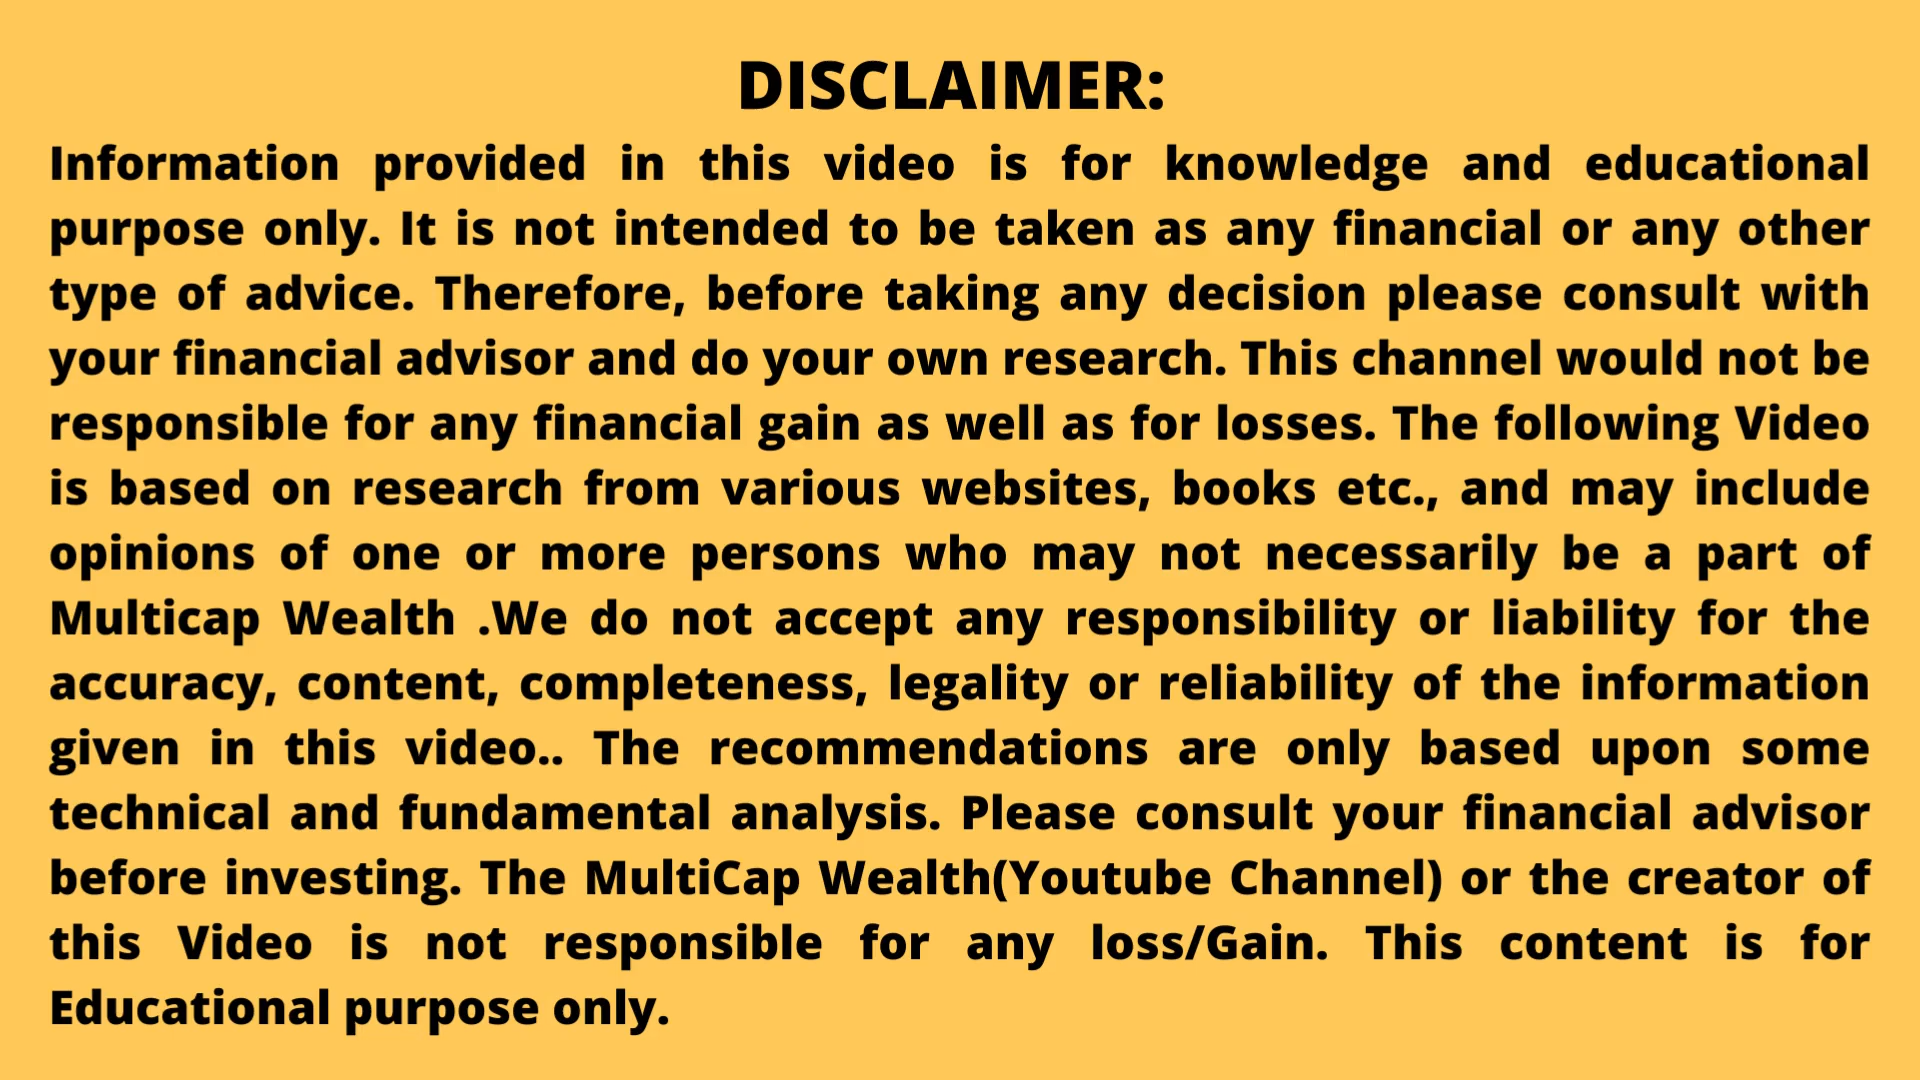 DISCLAIMER:
Information provided in this video is for knowledge and educational
purpose only. It is not intended to be taken as any financial or any other
type of advice. Therefore, before taking any decision please consult with
your financial advisor and do your own research. This channel would not be
responsible for any financial gain as well as for losses. The following Video
is based on research from various websites, books etc., and may include
opinions of one or more persons who may not necessarily be a part of
Multicap Wealth .We do not accept any responsibility or liability for the
accuracy, content, completeness, legality or reliability of the information
given in this video.. The recommendations are only based upon some
technical and fundamental analysis. Please consult your financial advisor
before investing. The MultiCap Wealth(Youtube Channel) or the creator of
this Video is not responsible for any loss/Gain. This content is for
Educational purpose only.